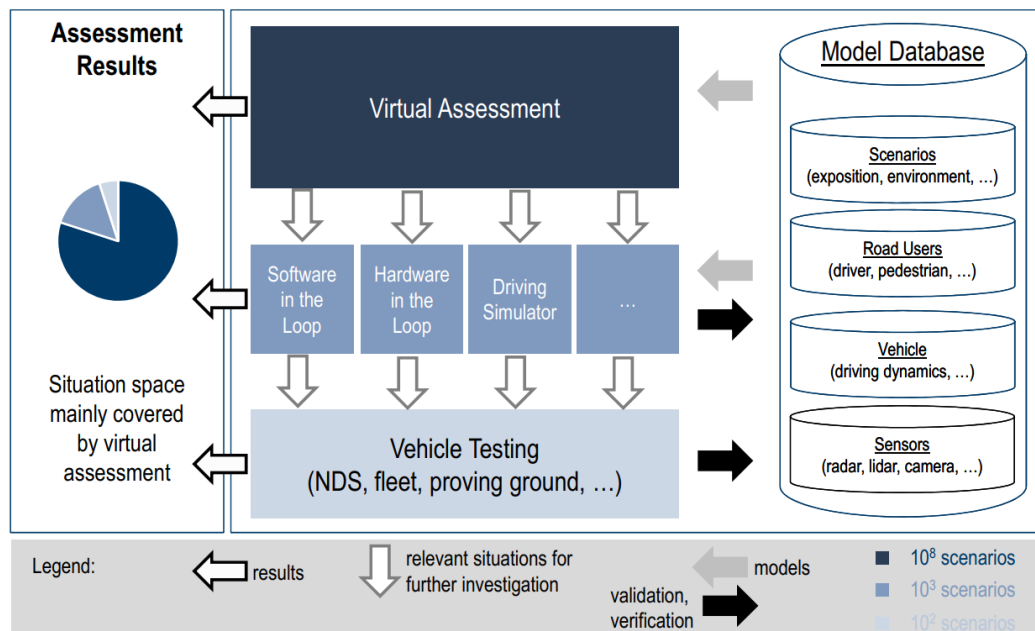 Assessment
Results
Situation space
mainly covered
by virtual
assessment
Virtual Assessment
Software
in the
Loop
Hardware
in the
Loop
Driving
Simulator
…
Vehicle Testing
(NDS, fleet, proving ground, …)
Model Database
Scenarios
(exposition, environment, …)
Road Users
(driver, pedestrian, …)
Vehicle
(driving dynamics, …)
Sensors
(radar, lidar, camera, …)
Legend:
results
relevant situations for
further investigation
models
validation,
verification
10⁸ scenarios
10³ scenarios
10² scenarios